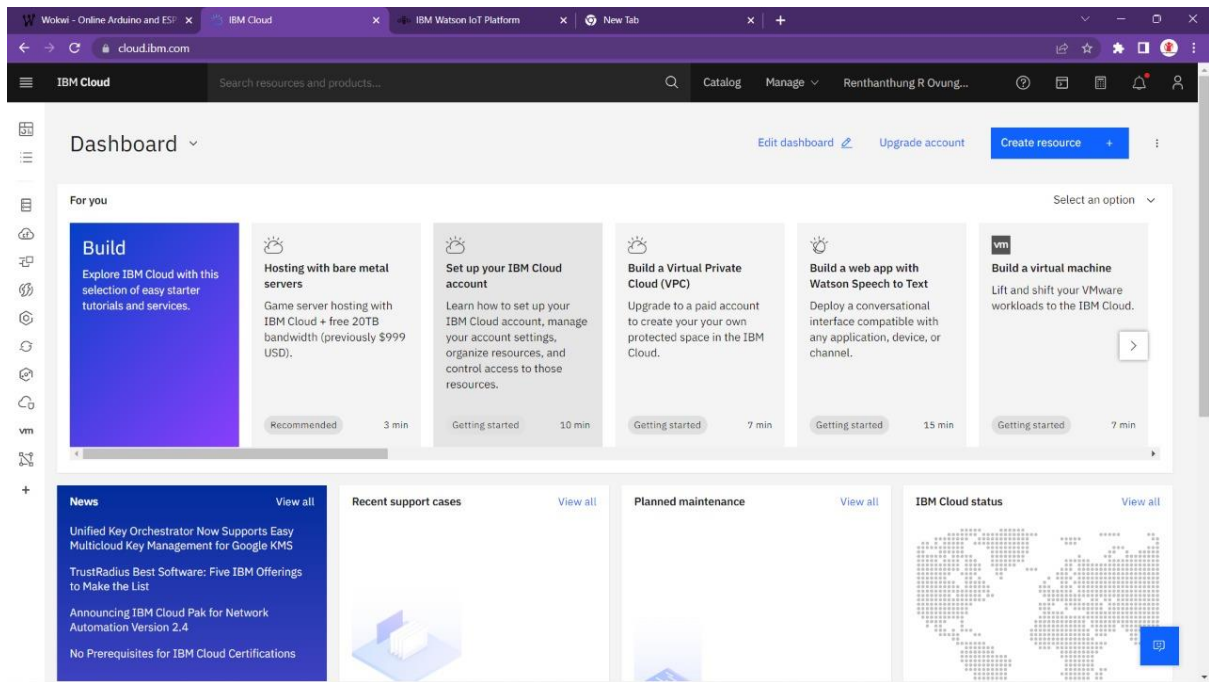 Wokwi - Online Arduino and ESP
IBM Cloud
IBM Watson IoT Platform
New Tab
cloud.ibm.com
IBM Cloud
Search resources and products...
Catalog
Manage
Renthanthung R Ovung...
Dashboard
Edit dashboard
Upgrade account
Create resource +
For you
Select an option
Build
Explore IBM Cloud with this
selection of easy starter
tutorials and services.
Hosting with bare metal
servers
Game server hosting with
IBM Cloud + free 20TB
bandwidth (previously $999
USD).
Recommended
3 min
Set up your IBM Cloud
account
Learn how to set up your
IBM Cloud account, manage
your account settings,
organize resources, and
control access to those
resources.
Getting started
10 min
Build a Virtual Private
Cloud (VPC)
Upgrade to a paid account
to create your your own
protected space in the IBM
Cloud.
Getting started
7 min
Build a web app with
Watson Speech to Text
Deploy a conversational
interface compatible with
any application, device, or
channel.
Getting started
15 min
vm
Build a virtual machine
Lift and shift your VMware
workloads to the IBM Cloud.
Getting started
7 min
vm
News
View all
Unified Key Orchestrator Now Supports Easy
Multicloud Key Management for Google KMS
TrustRadius Best Software: Five IBM Offerings
to Make the List
Announcing IBM Cloud Pak for Network
Automation Version 2.4
No Prerequisites for IBM Cloud Certifications
Recent support cases
View all
Planned maintenance
View all
IBM Cloud status
View all